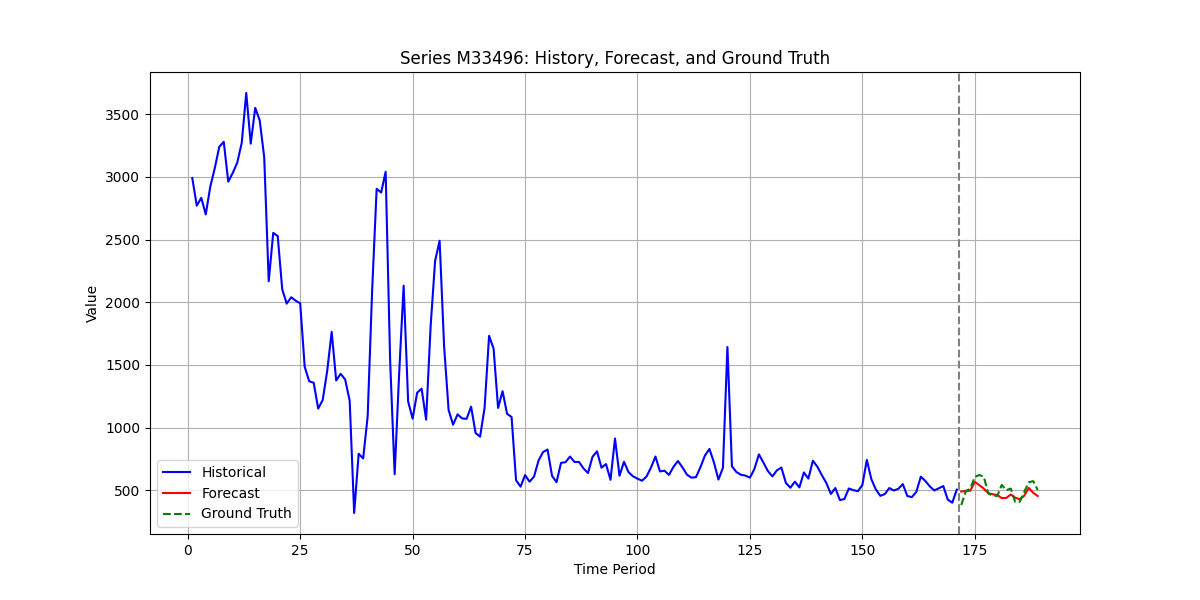 Series M33496: History, Forecast, and Ground Truth
3500
3000
2500
2000
1500
1000
500
Value
Historical
Forecast
Ground Truth
0
25
50
75
100
125
150
175
Time Period